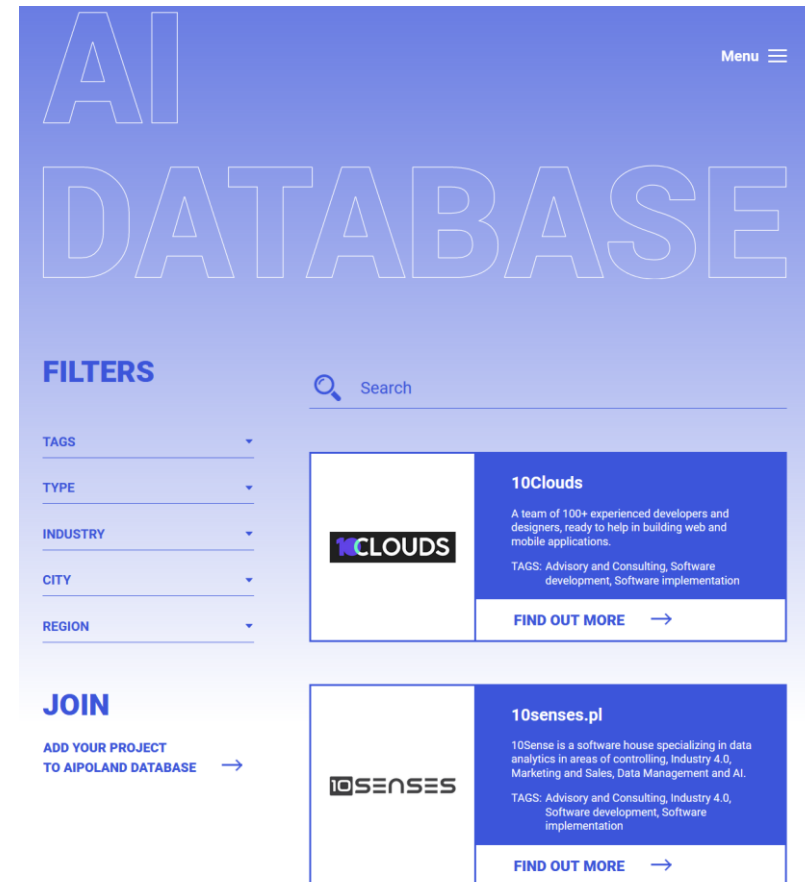 AI
Menu
DATABASE
FILTERS
TAGS
TYPE
INDUSTRY
CITY
REGION
JOIN
ADD YOUR PROJECT
TO AIPOLAND DATABASE
Search
10CLOUDS
10Clouds
A team of 100+ experienced developers and
designers, ready to help in building web and
mobile applications.
TAGS: Advisory and Consulting, Software
development, Software implementation
FIND OUT MORE
10SENSES
10senses.pl
10Sense is a software house specializing in data
analytics in areas of controlling, Industry 4.0,
Marketing and Sales, Data Management and AI.
TAGS: Advisory and Consulting, Industry 4.0,
Software development, Software
implementation
FIND OUT MORE